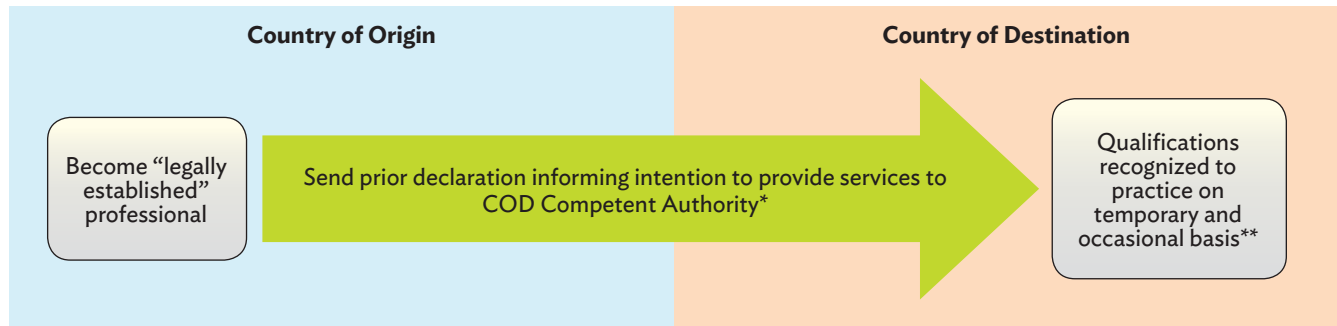 Country of Origin
Country of Destination
Become “legally
established”
professional
Send prior declaration informing intention to provide services to
COD Competent Authority*
Qualifications
recognized to
practice on
temporary and
occasional basis**